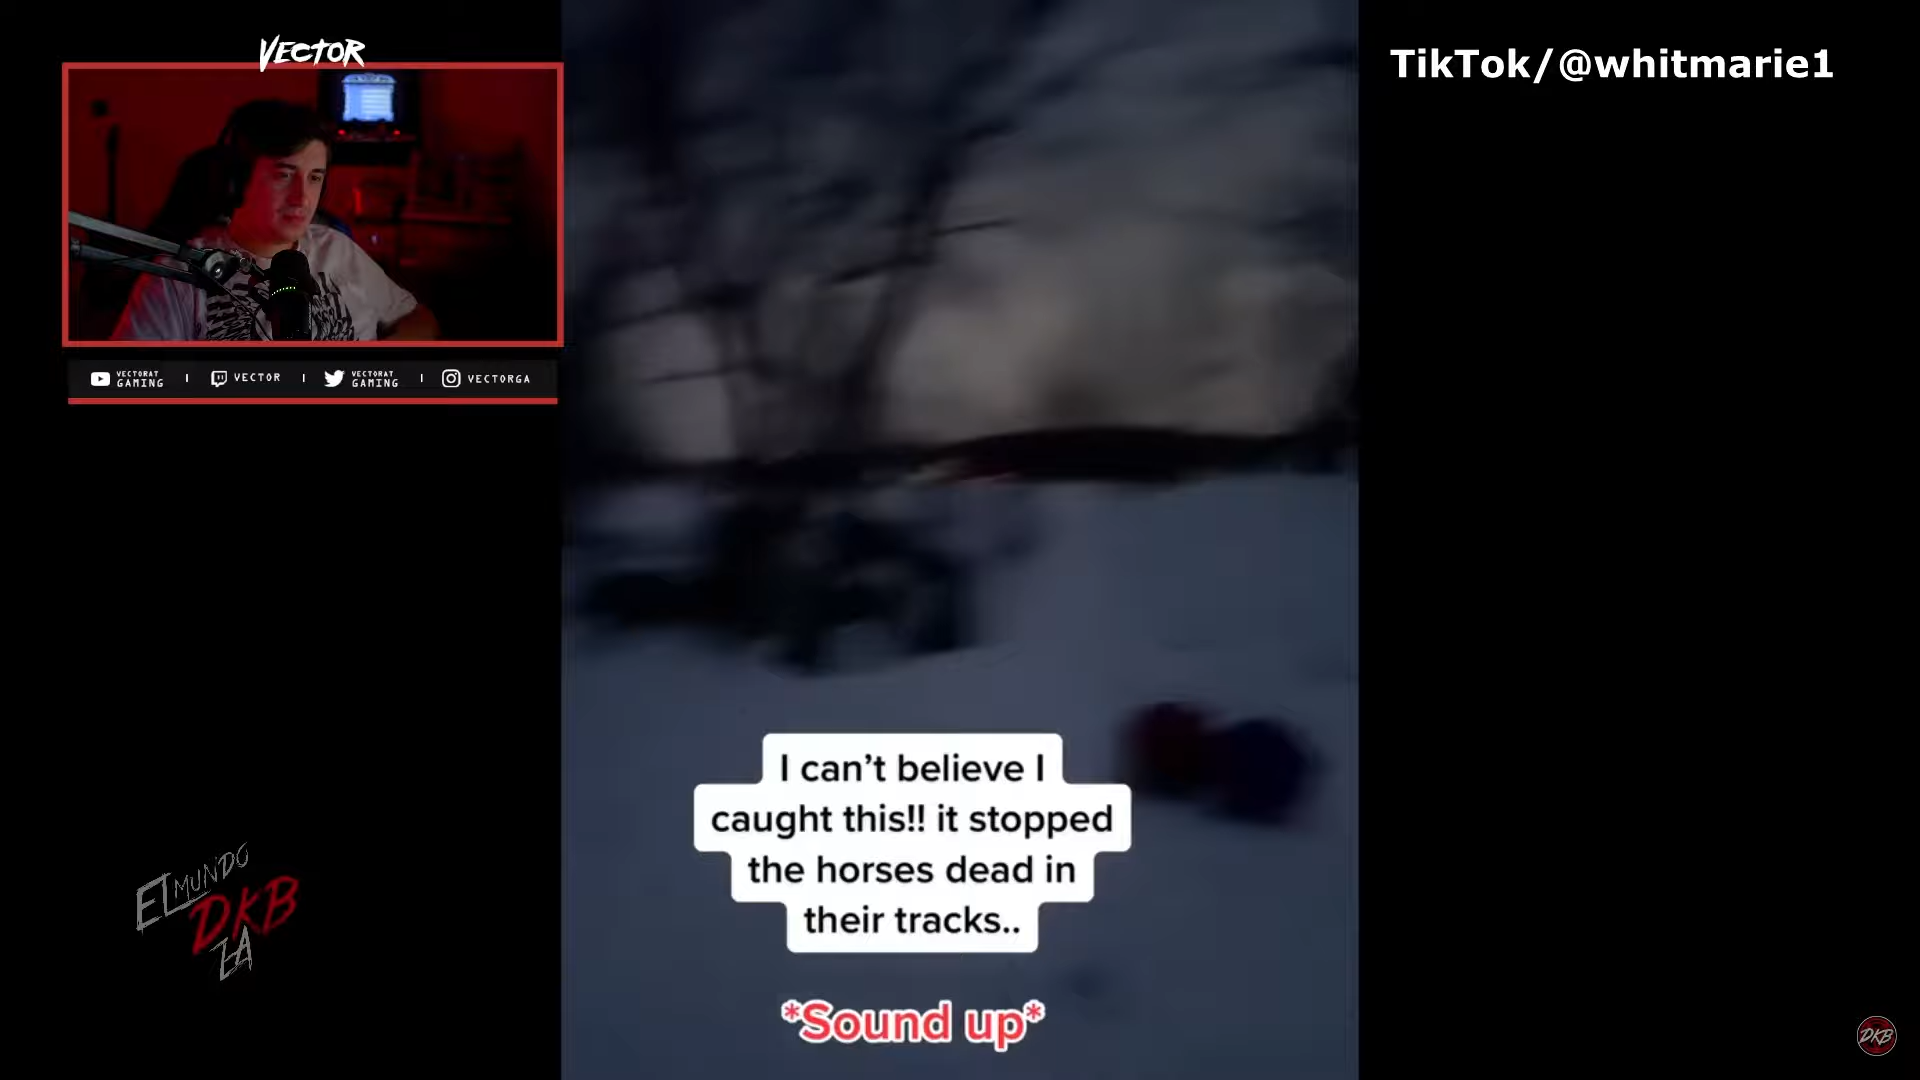 VECTOR
TikTok/@whitmarie1
VECTORAT GAMING | VECTOR | VECTORAT GAMING | VECTORGA
I can’t believe I
caught this!! it stopped
the horses dead in
their tracks..
*Sound up*
EL MUNDO
DKB
ZA
DKB